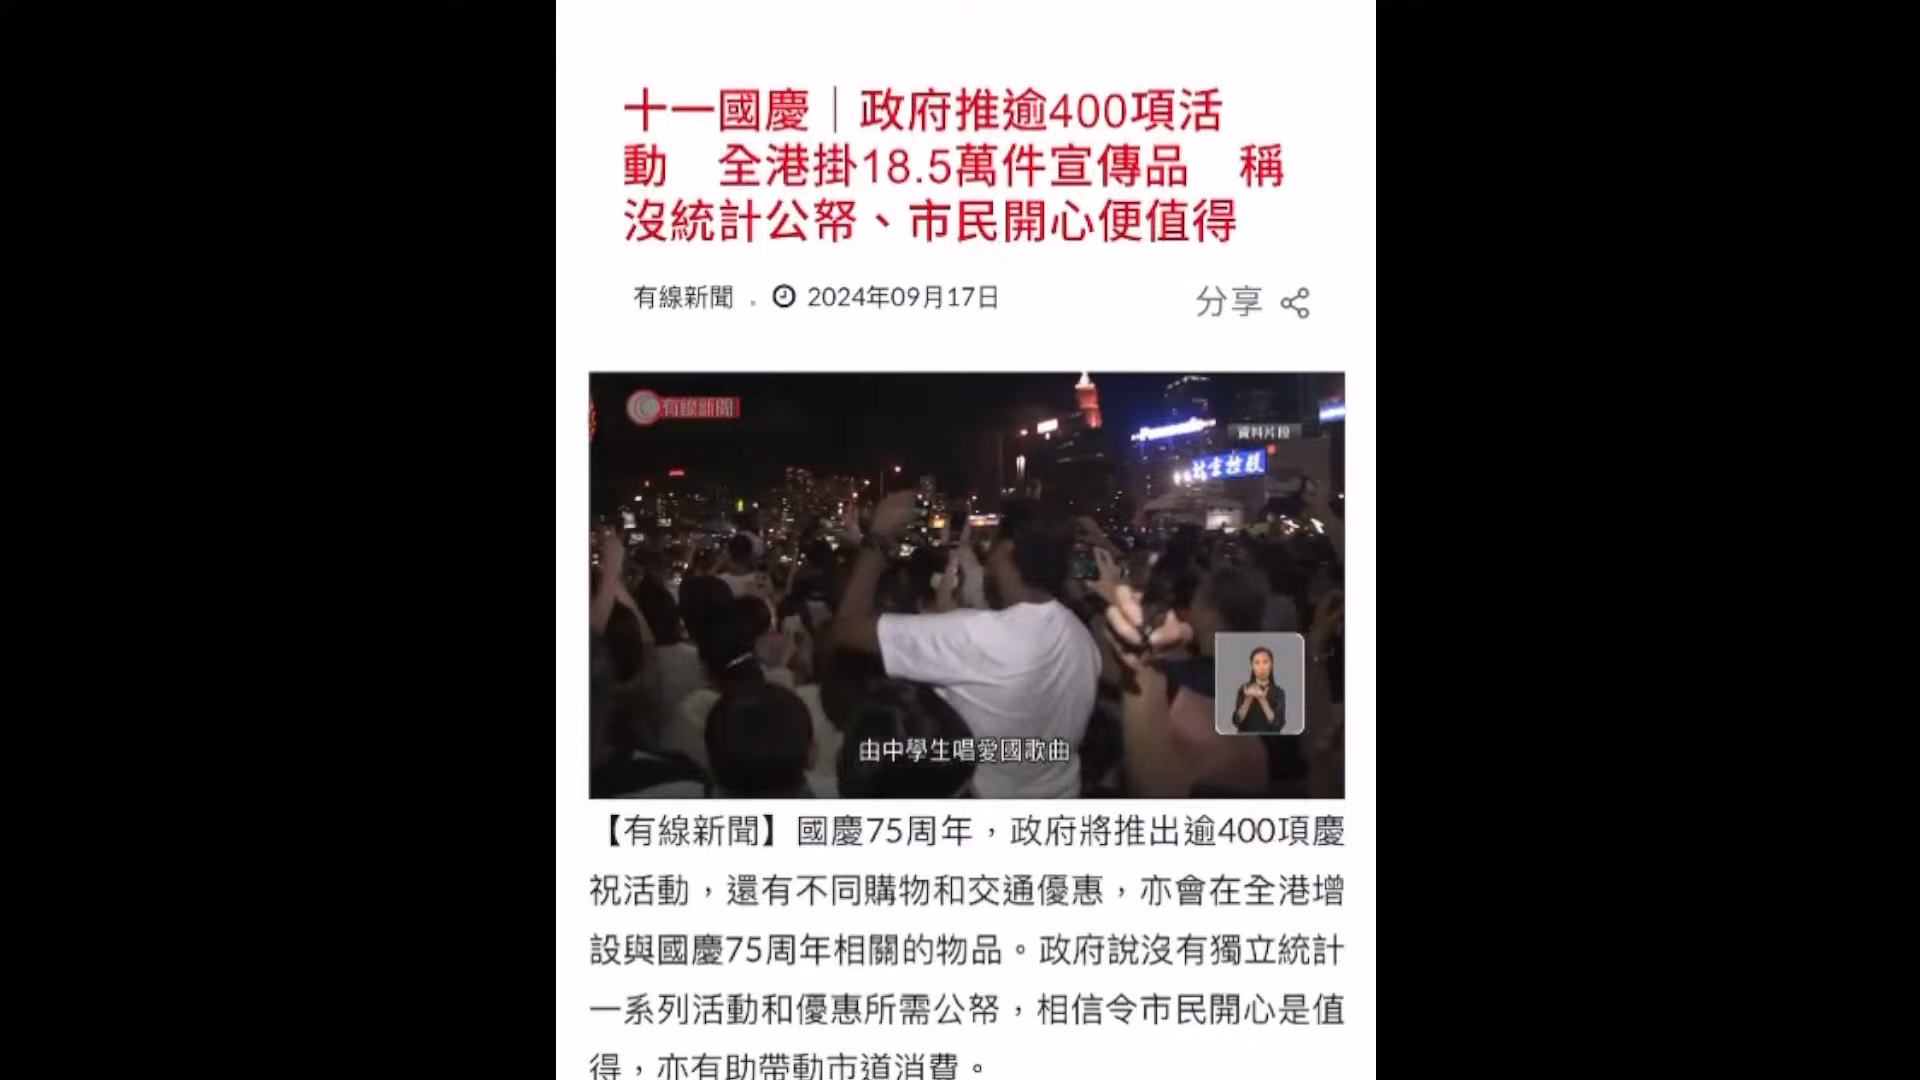 十一國慶｜政府推逾400項活
動　全港掛18.5萬件宣傳品　稱
沒統計公帑、市民開心便值得
有線新聞 . 2024年09月17日
分享
有線新聞
Panasonic
資料片段
由中學生唱愛國歌曲
【有線新聞】國慶75周年，政府將推出逾400項慶
祝活動，還有不同購物和交通優惠，亦會在全港增
設與國慶75周年相關的物品。政府說沒有獨立統計
一系列活動和優惠所需公帑，相信令市民開心是值
得，亦有助帶動市道消費。